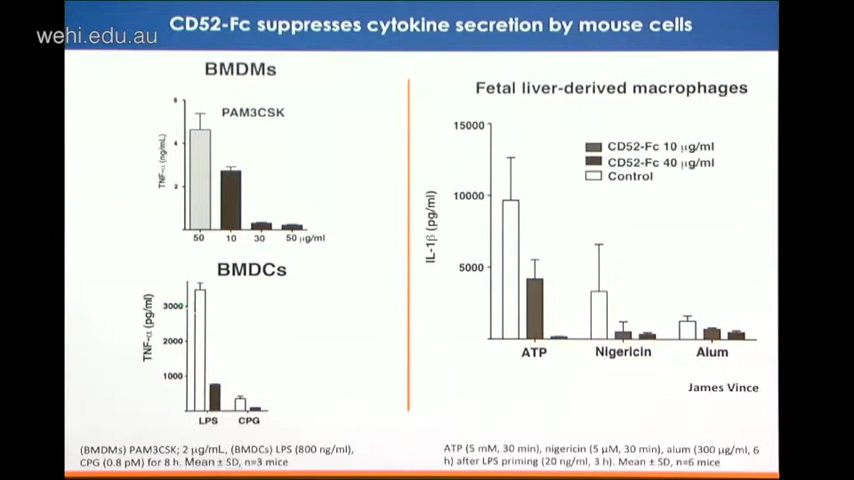 CD52-Fc suppresses cytokine secretion by mouse cells
wehi.edu.au
BMDMs
PAM3CSK
TNF-α (ng/mL)
6
4
2
50 10 30 50 µg/ml
BMDCs
TNF-α (pg/ml)
3000
2000
1000
LPS CPG
(BMDMs) PAM3CSK; 2 µg/mL, (BMDCs) LPS (800 ng/ml),
CPG (0.8 pM) for 8 h. Mean ± SD, n=3 mice
Fetal liver-derived macrophages
IL-1β (pg/ml)
15000
10000
5000
CD52-Fc 10 µg/ml
CD52-Fc 40 µg/ml
Control
ATP Nigericin Alum
James Vince
ATP (5 mM, 30 min), nigericin (5 µM, 30 min), alum (300 µg/ml, 6
h) after LPS priming (20 ng/ml, 3 h). Mean ± SD, n=6 mice